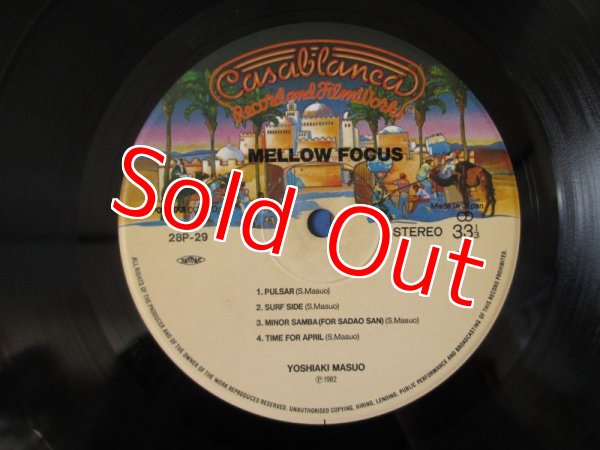 Casablanca
Record and FilmWorks
MELLOW FOCUS
Sold Out
Made in Japan
28P-29
STEREO 33⅓
1. PULSAR (S.Masuo)
2. SURF SIDE (S.Masuo)
3. MINOR SAMBA (FOR SADAO SAN) (S.Masuo)
4. TIME FOR APRIL (S.Masuo)
YOSHIAKI MASUO
Ⓟ 1982
ALL RIGHTS OF THE PRODUCER AND OF THE OWNER OF THE WORK REPRODUCED RESERVED. UNAUTHORISED COPYING, HIRING, LENDING, PUBLIC PERFORMANCE AND BROADCASTING OF THIS RECORD PROHIBITED.